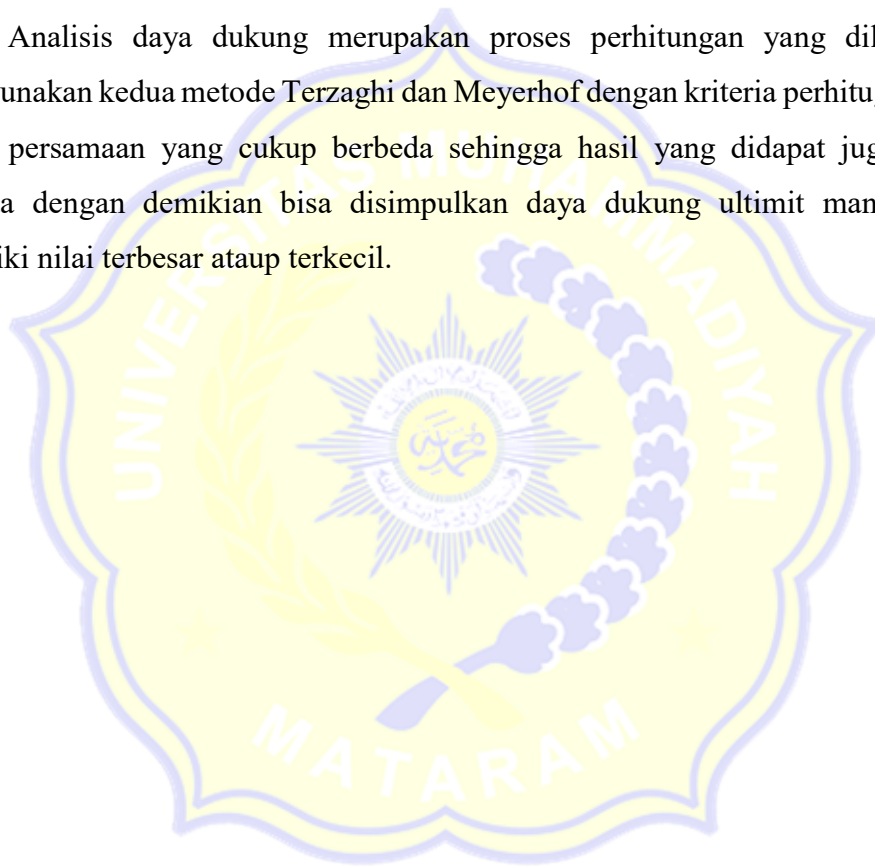 Analisis daya dukung merupakan proses perhitungan yang dil
unakan kedua metode Terzaghi dan Meyerhof dengan kriteria perhitu
persamaan yang cukup berbeda sehingga hasil yang didapat jug
a dengan demikian bisa disimpulkan daya dukung ultimit man
iki nilai terbesar ataup terkecil.
UNIVERSITAS MUHAMMADIYAH
MATARAM